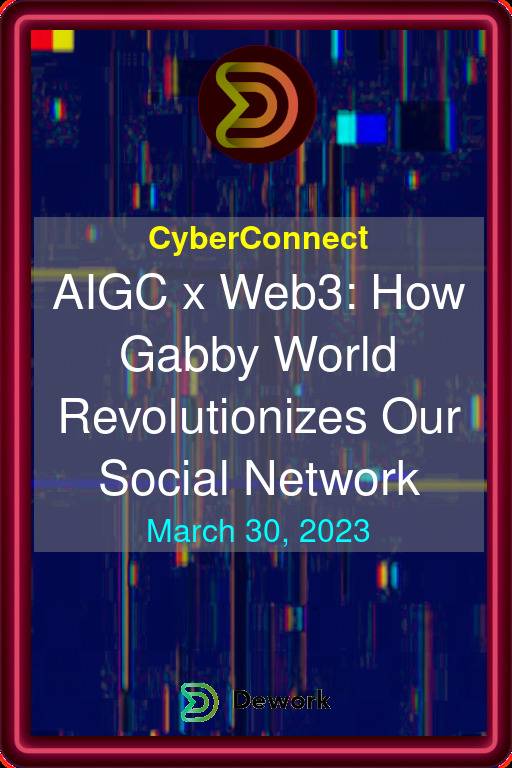 CyberConnect
AIGC x Web3: How
Gabby World
Revolutionizes Our
Social Network
March 30, 2023
Dework